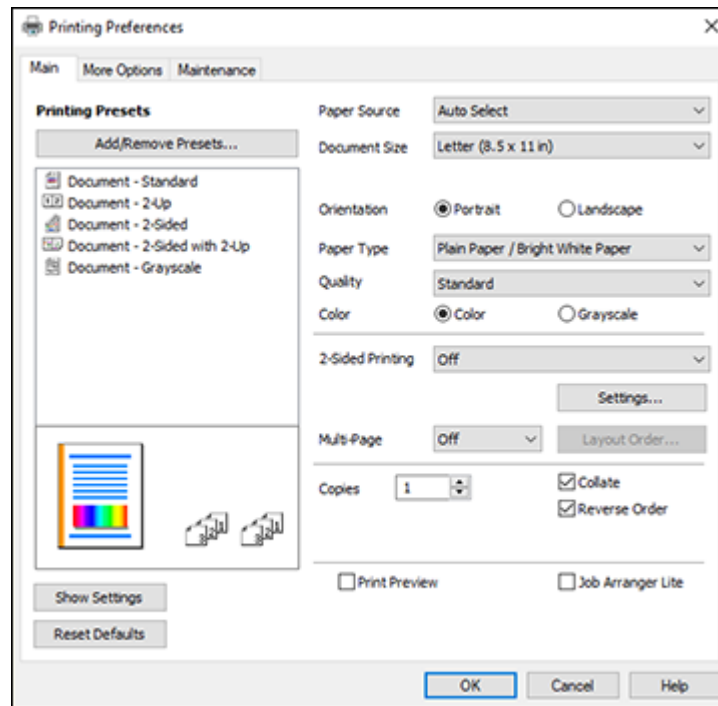 Printing Preferences
Main
More Options
Maintenance
Printing Presets
Add/Remove Presets...
Document - Standard
Document - 2-Up
Document - 2-Sided
Document - 2-Sided with 2-Up
Document - Grayscale
Show Settings
Reset Defaults
Paper Source Auto Select
Document Size Letter (8.5 x 11 in)
Orientation Portrait Landscape
Paper Type Plain Paper / Bright White Paper
Quality Standard
Color Color Grayscale
2-Sided Printing Off
Settings...
Multi-Page Off Layout Order...
Copies 1 Collate
Reverse Order
Print Preview Job Arranger Lite
OK Cancel Help